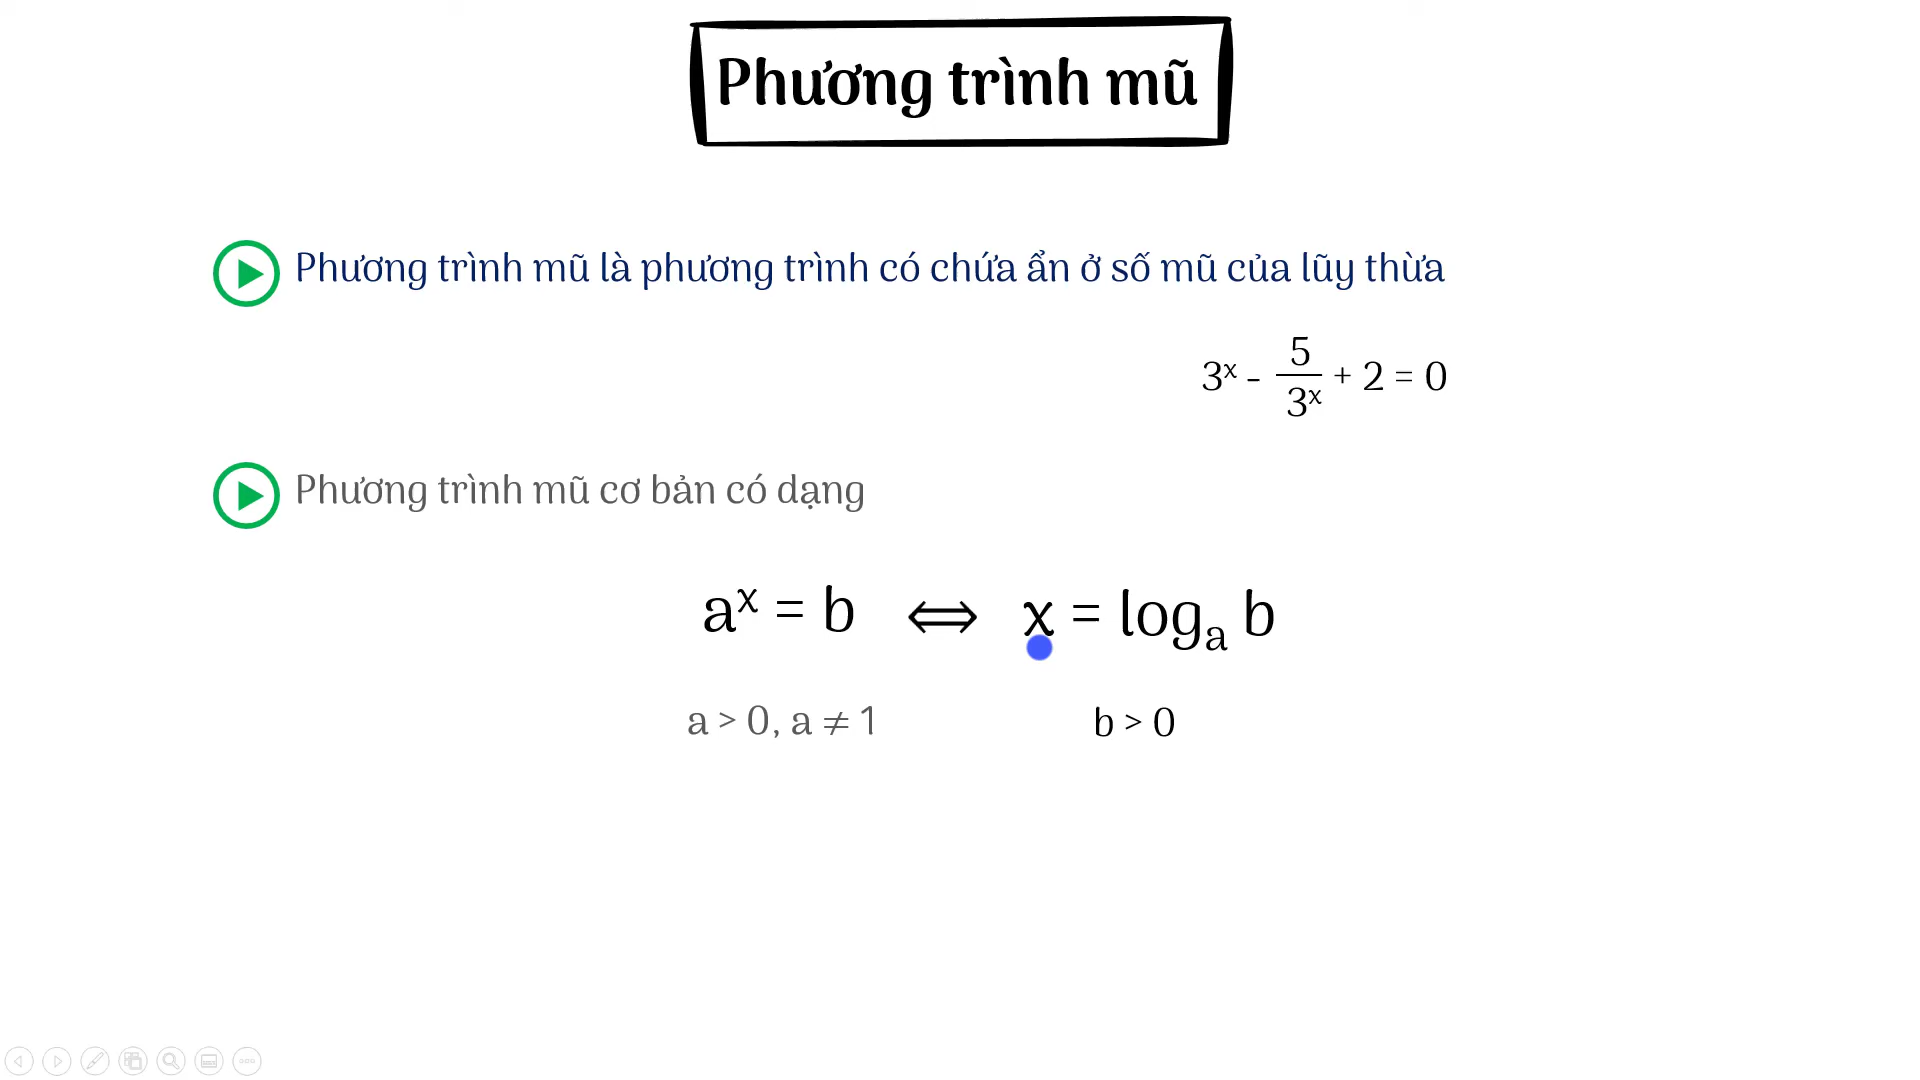 Phương trình mũ
Phương trình mũ là phương trình có chứa ẩn ở số mũ của lũy thừa
3ˣ - 5/3ˣ + 2 = 0
Phương trình mũ cơ bản có dạng
aˣ = b ⟺ x = logₐ b
a > 0, a ≠ 1 b > 0